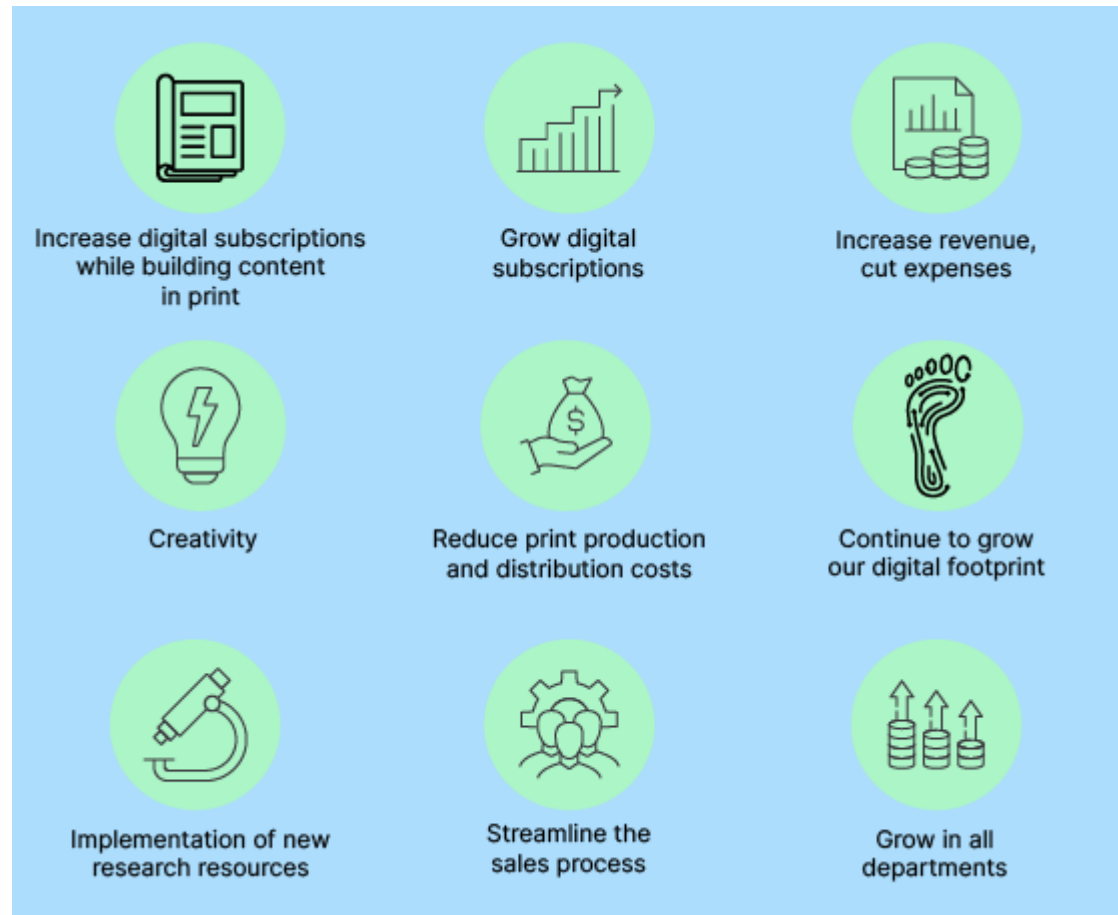 Increase digital subscriptions
while building content
in print
Grow digital
subscriptions
Increase revenue,
cut expenses
Creativity
$
Reduce print production
and distribution costs
Continue to grow
our digital footprint
Implementation of new
research resources
Streamline the
sales process
Grow in all
departments